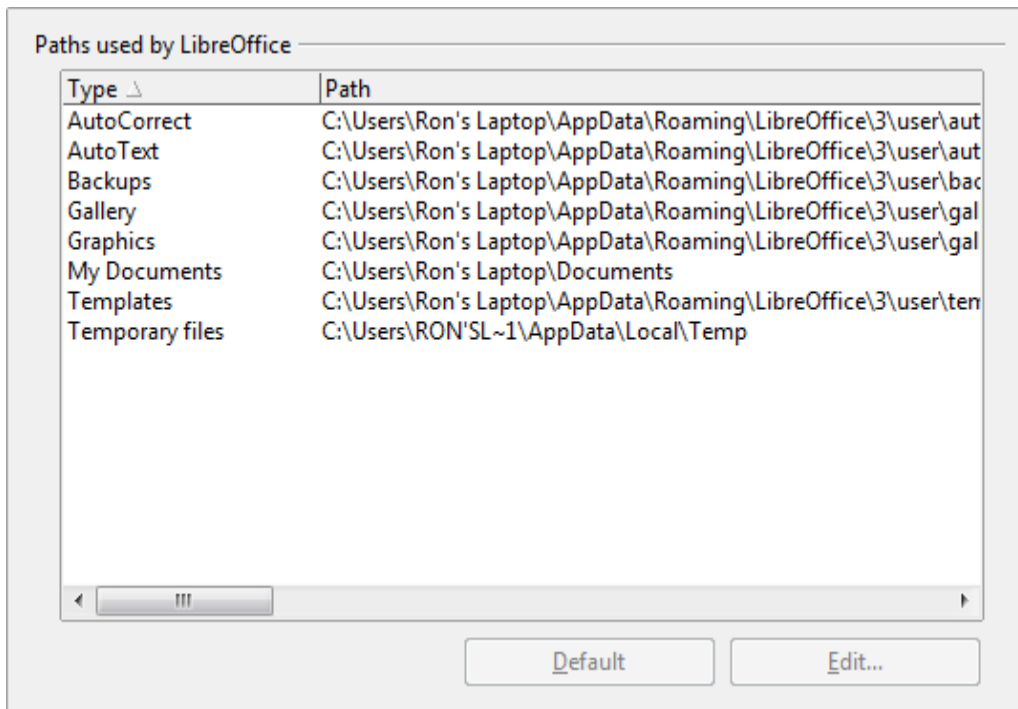 Paths used by LibreOffice
Type Path
AutoCorrect C:\Users\Ron's Laptop\AppData\Roaming\LibreOffice\3\user\aut
AutoText C:\Users\Ron's Laptop\AppData\Roaming\LibreOffice\3\user\aut
Backups C:\Users\Ron's Laptop\AppData\Roaming\LibreOffice\3\user\bac
Gallery C:\Users\Ron's Laptop\AppData\Roaming\LibreOffice\3\user\gal
Graphics C:\Users\Ron's Laptop\AppData\Roaming\LibreOffice\3\user\gal
My Documents C:\Users\Ron's Laptop\Documents
Templates C:\Users\Ron's Laptop\AppData\Roaming\LibreOffice\3\user\tem
Temporary files C:\Users\RON'SL~1\AppData\Local\Temp
Default Edit...